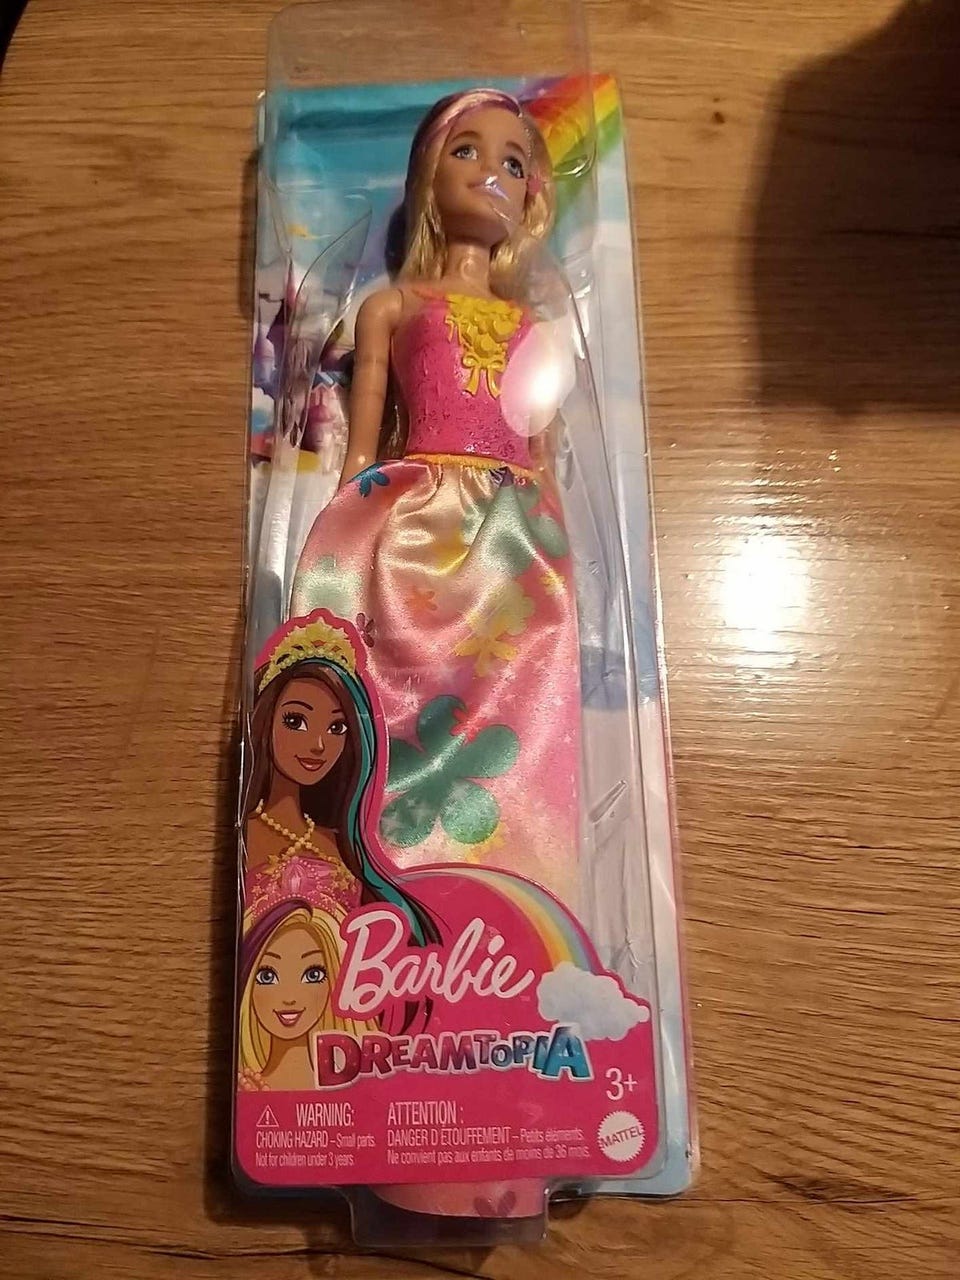 Barbie
DREAMTOPIA
3+
WARNING:
CHOKING HAZARD – Small parts.
Not for children under 3 years.
ATTENTION :
DANGER D'ÉTOUFFEMENT – Petits éléments.
Ne convient pas aux enfants de moins de 36 mois.
MATTEL